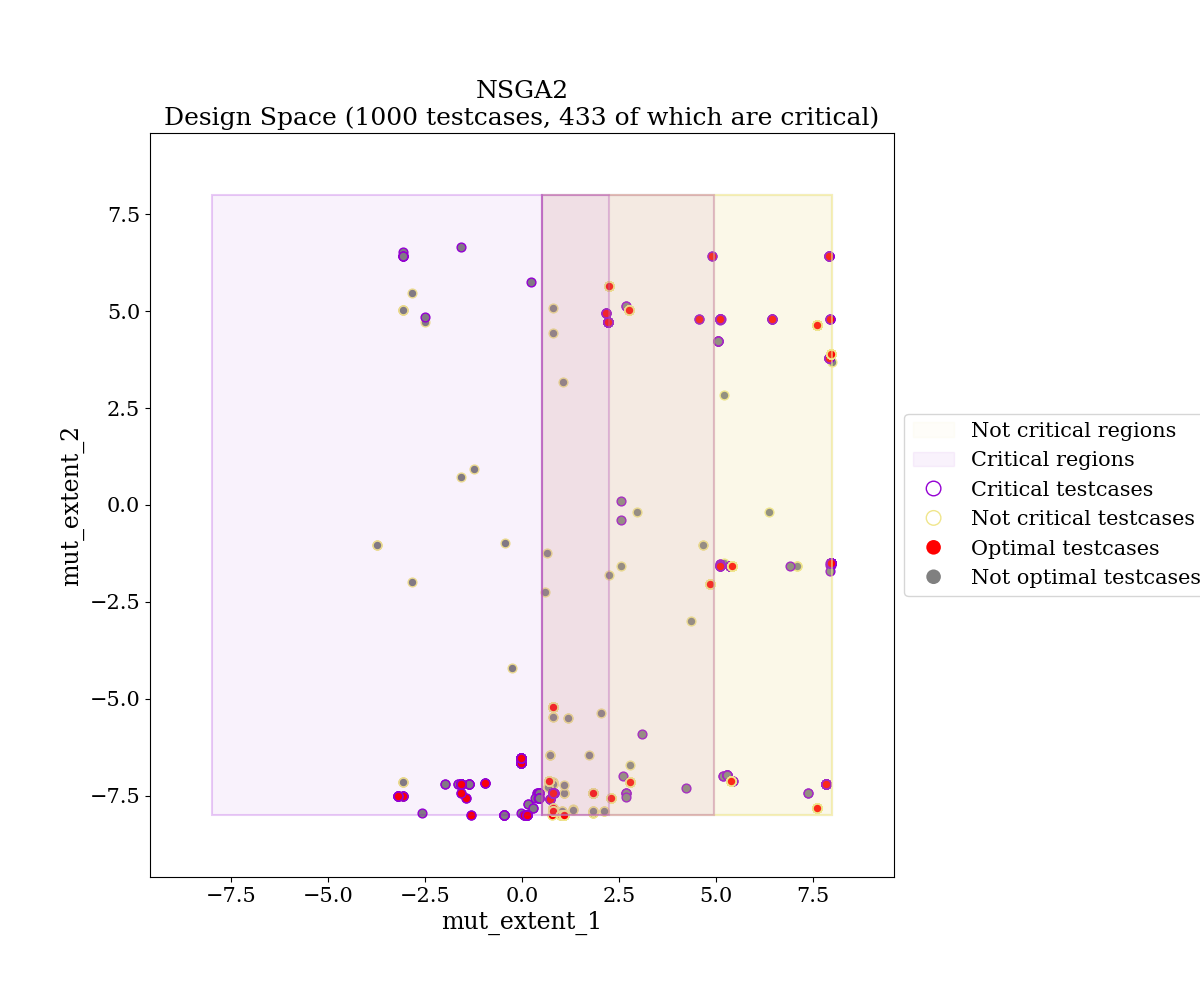 NSGA2
Design Space (1000 testcases, 433 of which are critical)
7.5
5.0
2.5
0.0
−2.5
−5.0
−7.5
mut_extent_2
−7.5
−5.0
−2.5
0.0
2.5
5.0
7.5
mut_extent_1
Not critical regions
Critical regions
Critical testcases
Not critical testcases
Optimal testcases
Not optimal testcases